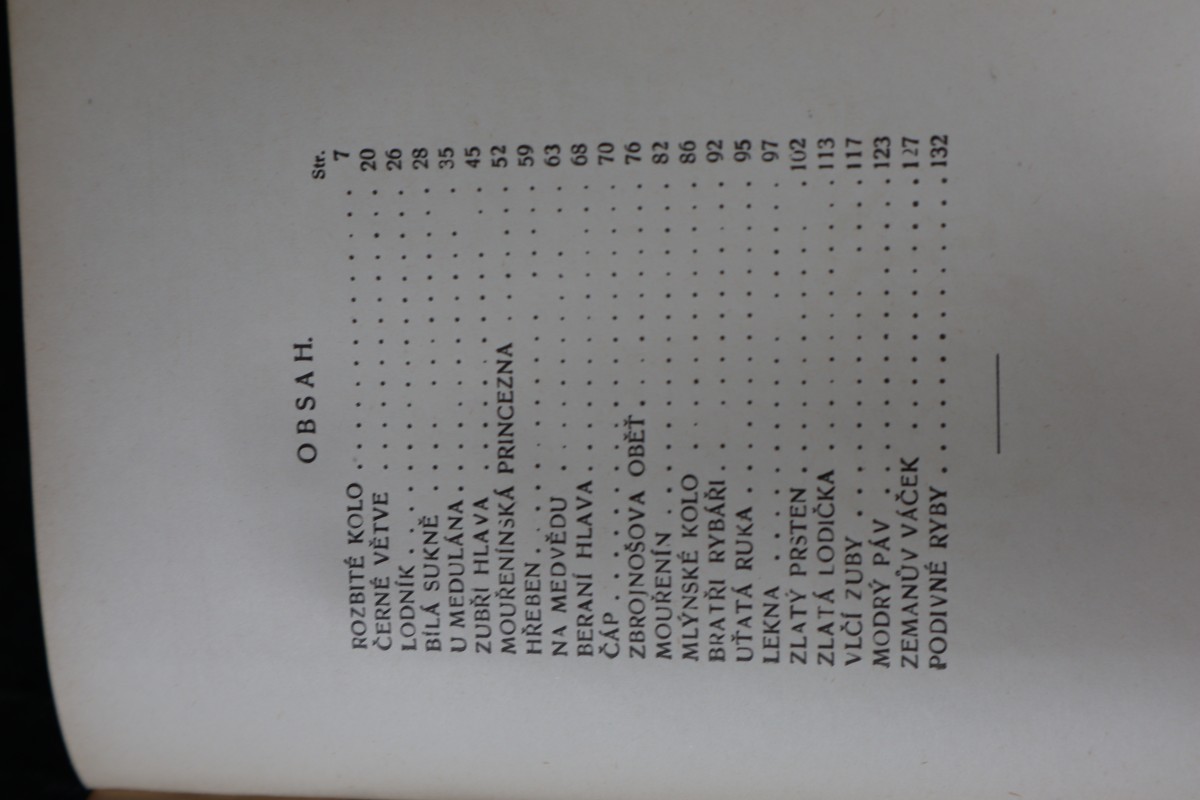 OBSAH.
Str.
ROZBITÉ KOLO . . . . . . . . . . . . . 7
ČERNÉ VĚTVE . . . . . . . . . . . . . 20
LODNÍK . . . . . . . . . . . . . . . . 26
BÍLÁ SUKNĚ . . . . . . . . . . . . . . 28
U MEDULÁNA . . . . . . . . . . . . . . 35
ZUBŘÍ HLAVA . . . . . . . . . . . . . 45
MOUŘENÍNSKÁ PRINCEZNA . . . . . . 52
HŘEBEN . . . . . . . . . . . . . . . . 59
NA MEDVĚDU . . . . . . . . . . . . . 63
BERANÍ HLAVA . . . . . . . . . . . . . 68
ČÁP . . . . . . . . . . . . . . . . . . 70
ZBROJNOŠOVA OBĚŤ . . . . . . . . . . 76
MOUŘENÍN . . . . . . . . . . . . . . . 82
MLÝNSKÉ KOLO . . . . . . . . . . . . . 86
BRATŘI RYBÁŘI . . . . . . . . . . . . . 92
UŤATÁ RUKA . . . . . . . . . . . . . . 95
LEKNA . . . . . . . . . . . . . . . . . 97
ZLATÝ PRSTEN . . . . . . . . . . . . . 102
ZLATÁ LODIČKA . . . . . . . . . . . . 113
VLČÍ ZUBY . . . . . . . . . . . . . . . 117
MODRÝ PÁV . . . . . . . . . . . . . . 123
ZEMANŮV VÁČEK . . . . . . . . . . . . 127
PODIVNÉ RYBY . . . . . . . . . . . . . 132